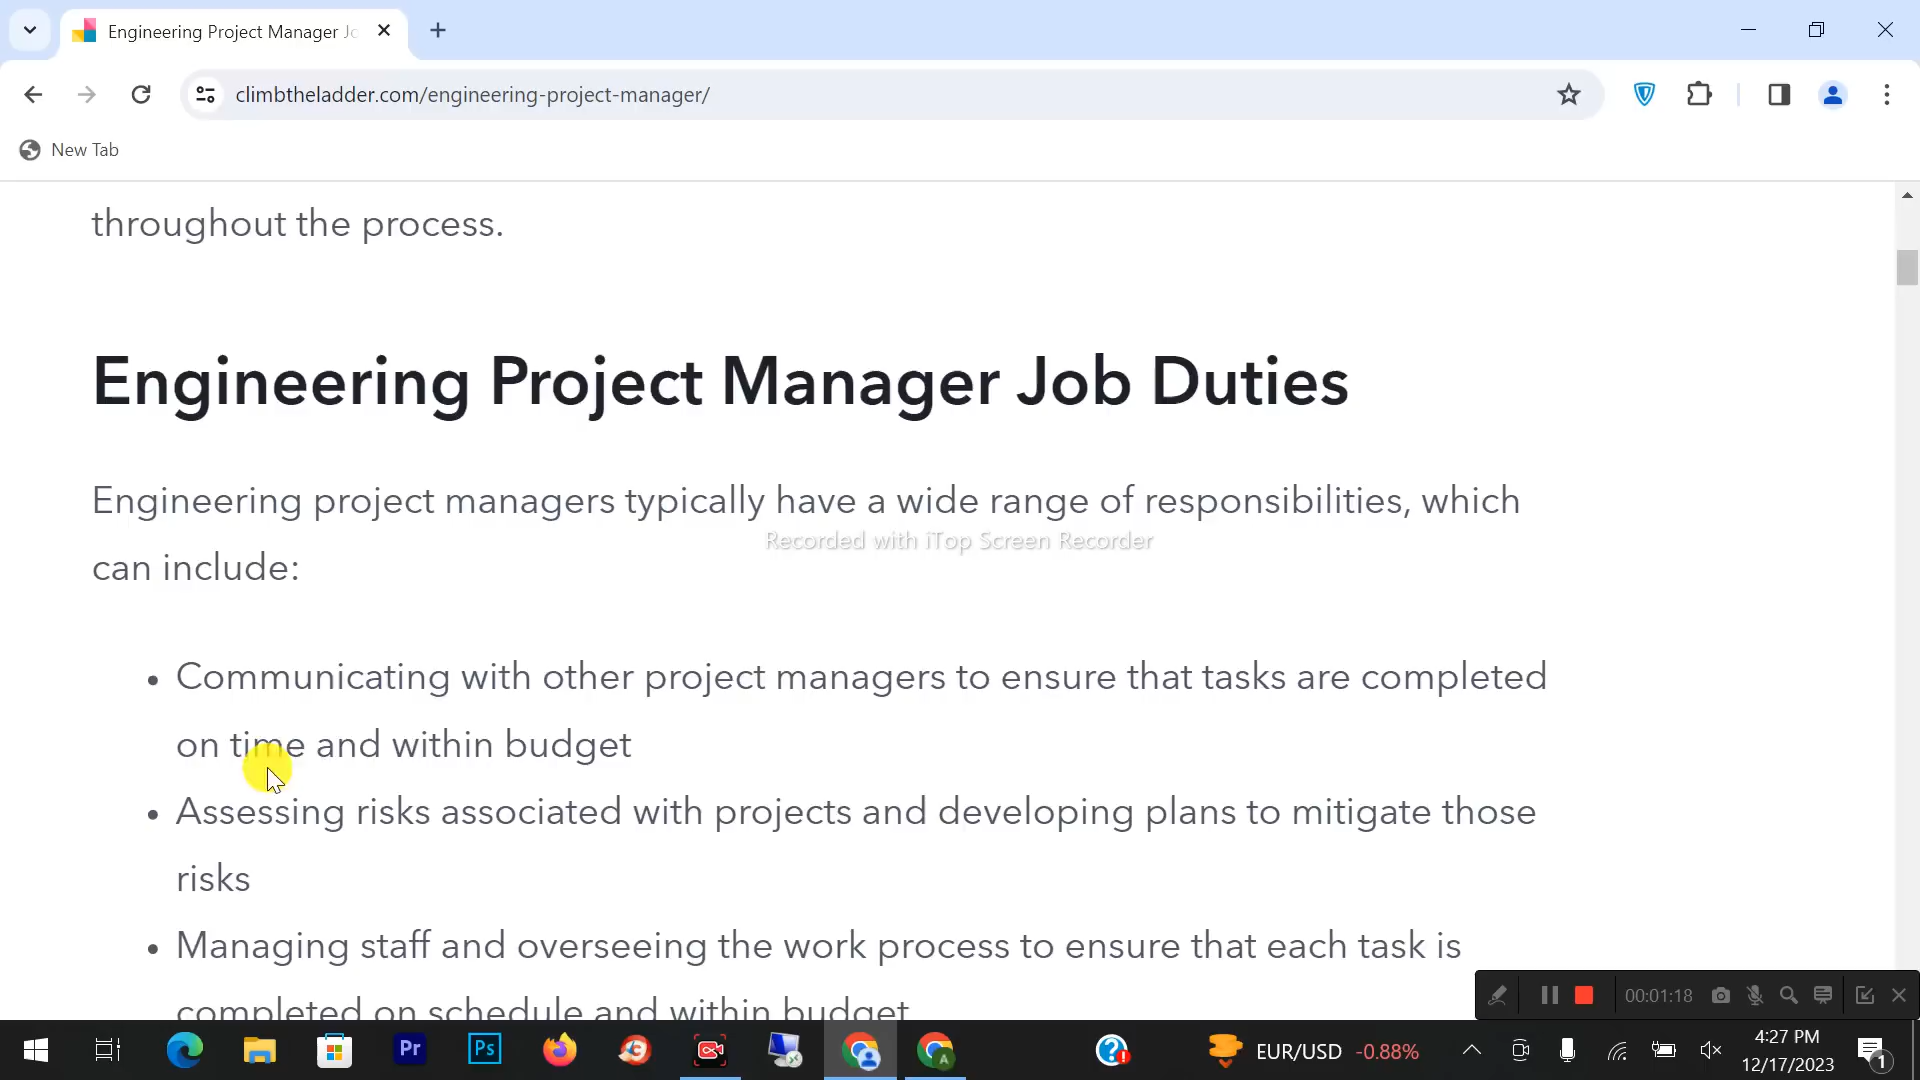 Engineering Project Manager Jo
climbtheladder.com/engineering-project-manager/
New Tab
throughout the process.
Engineering Project Manager Job Duties
Engineering project managers typically have a wide range of responsibilities, which
Recorded with iTop Screen Recorder
can include:
• Communicating with other project managers to ensure that tasks are completed
on time and within budget
• Assessing risks associated with projects and developing plans to mitigate those
risks
• Managing staff and overseeing the work process to ensure that each task is
completed on schedule and within budget
00:01:18
Pr
Ps
A
EUR/USD -0.88%
4:27 PM
12/17/2023
1